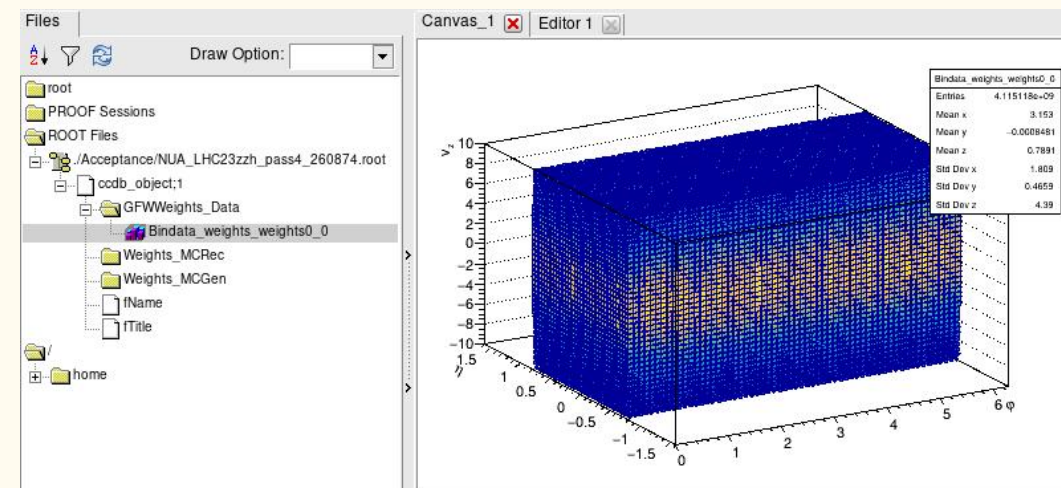 Files
Draw Option:
root
PROOF Sessions
ROOT Files
./Acceptance/NUA_LHC23zzh_pass4_260874.root
ccdb_object;1
GFWWeights_Data
Bindata_weights_weights0_0
Weights_MCRec
Weights_MCGen
fName
fTitle
/
home
Canvas_1
Editor 1
Bindata_weights_weights0_0
Entries 4.115118e+09
Mean x 3.153
Mean y −0.0008481
Mean z 0.7891
Std Dev x 1.809
Std Dev y 0.4659
Std Dev z 4.39
v_z
10
8
6
4
2
0
−2
−4
−6
−8
−10
η
1.5
1
0.5
0
−0.5
−1
−1.5
0
1
2
3
4
5
6 φ